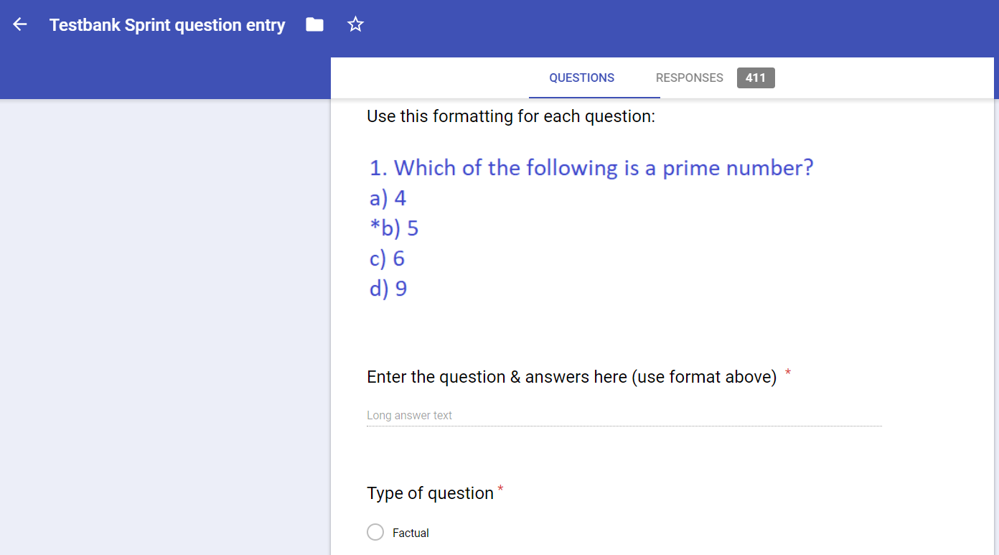 Testbank Sprint question entry
QUESTIONS RESPONSES 411
Use this formatting for each question:
1. Which of the following is a prime number?
a) 4
*b) 5
c) 6
d) 9
Enter the question & answers here (use format above) *
Long answer text
Type of question *
Factual